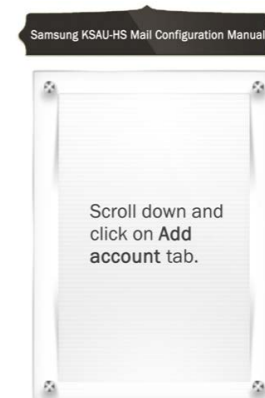 Samsung KSAU-HS Mail Configuration Manual
Scroll down and
click on Add
account tab.